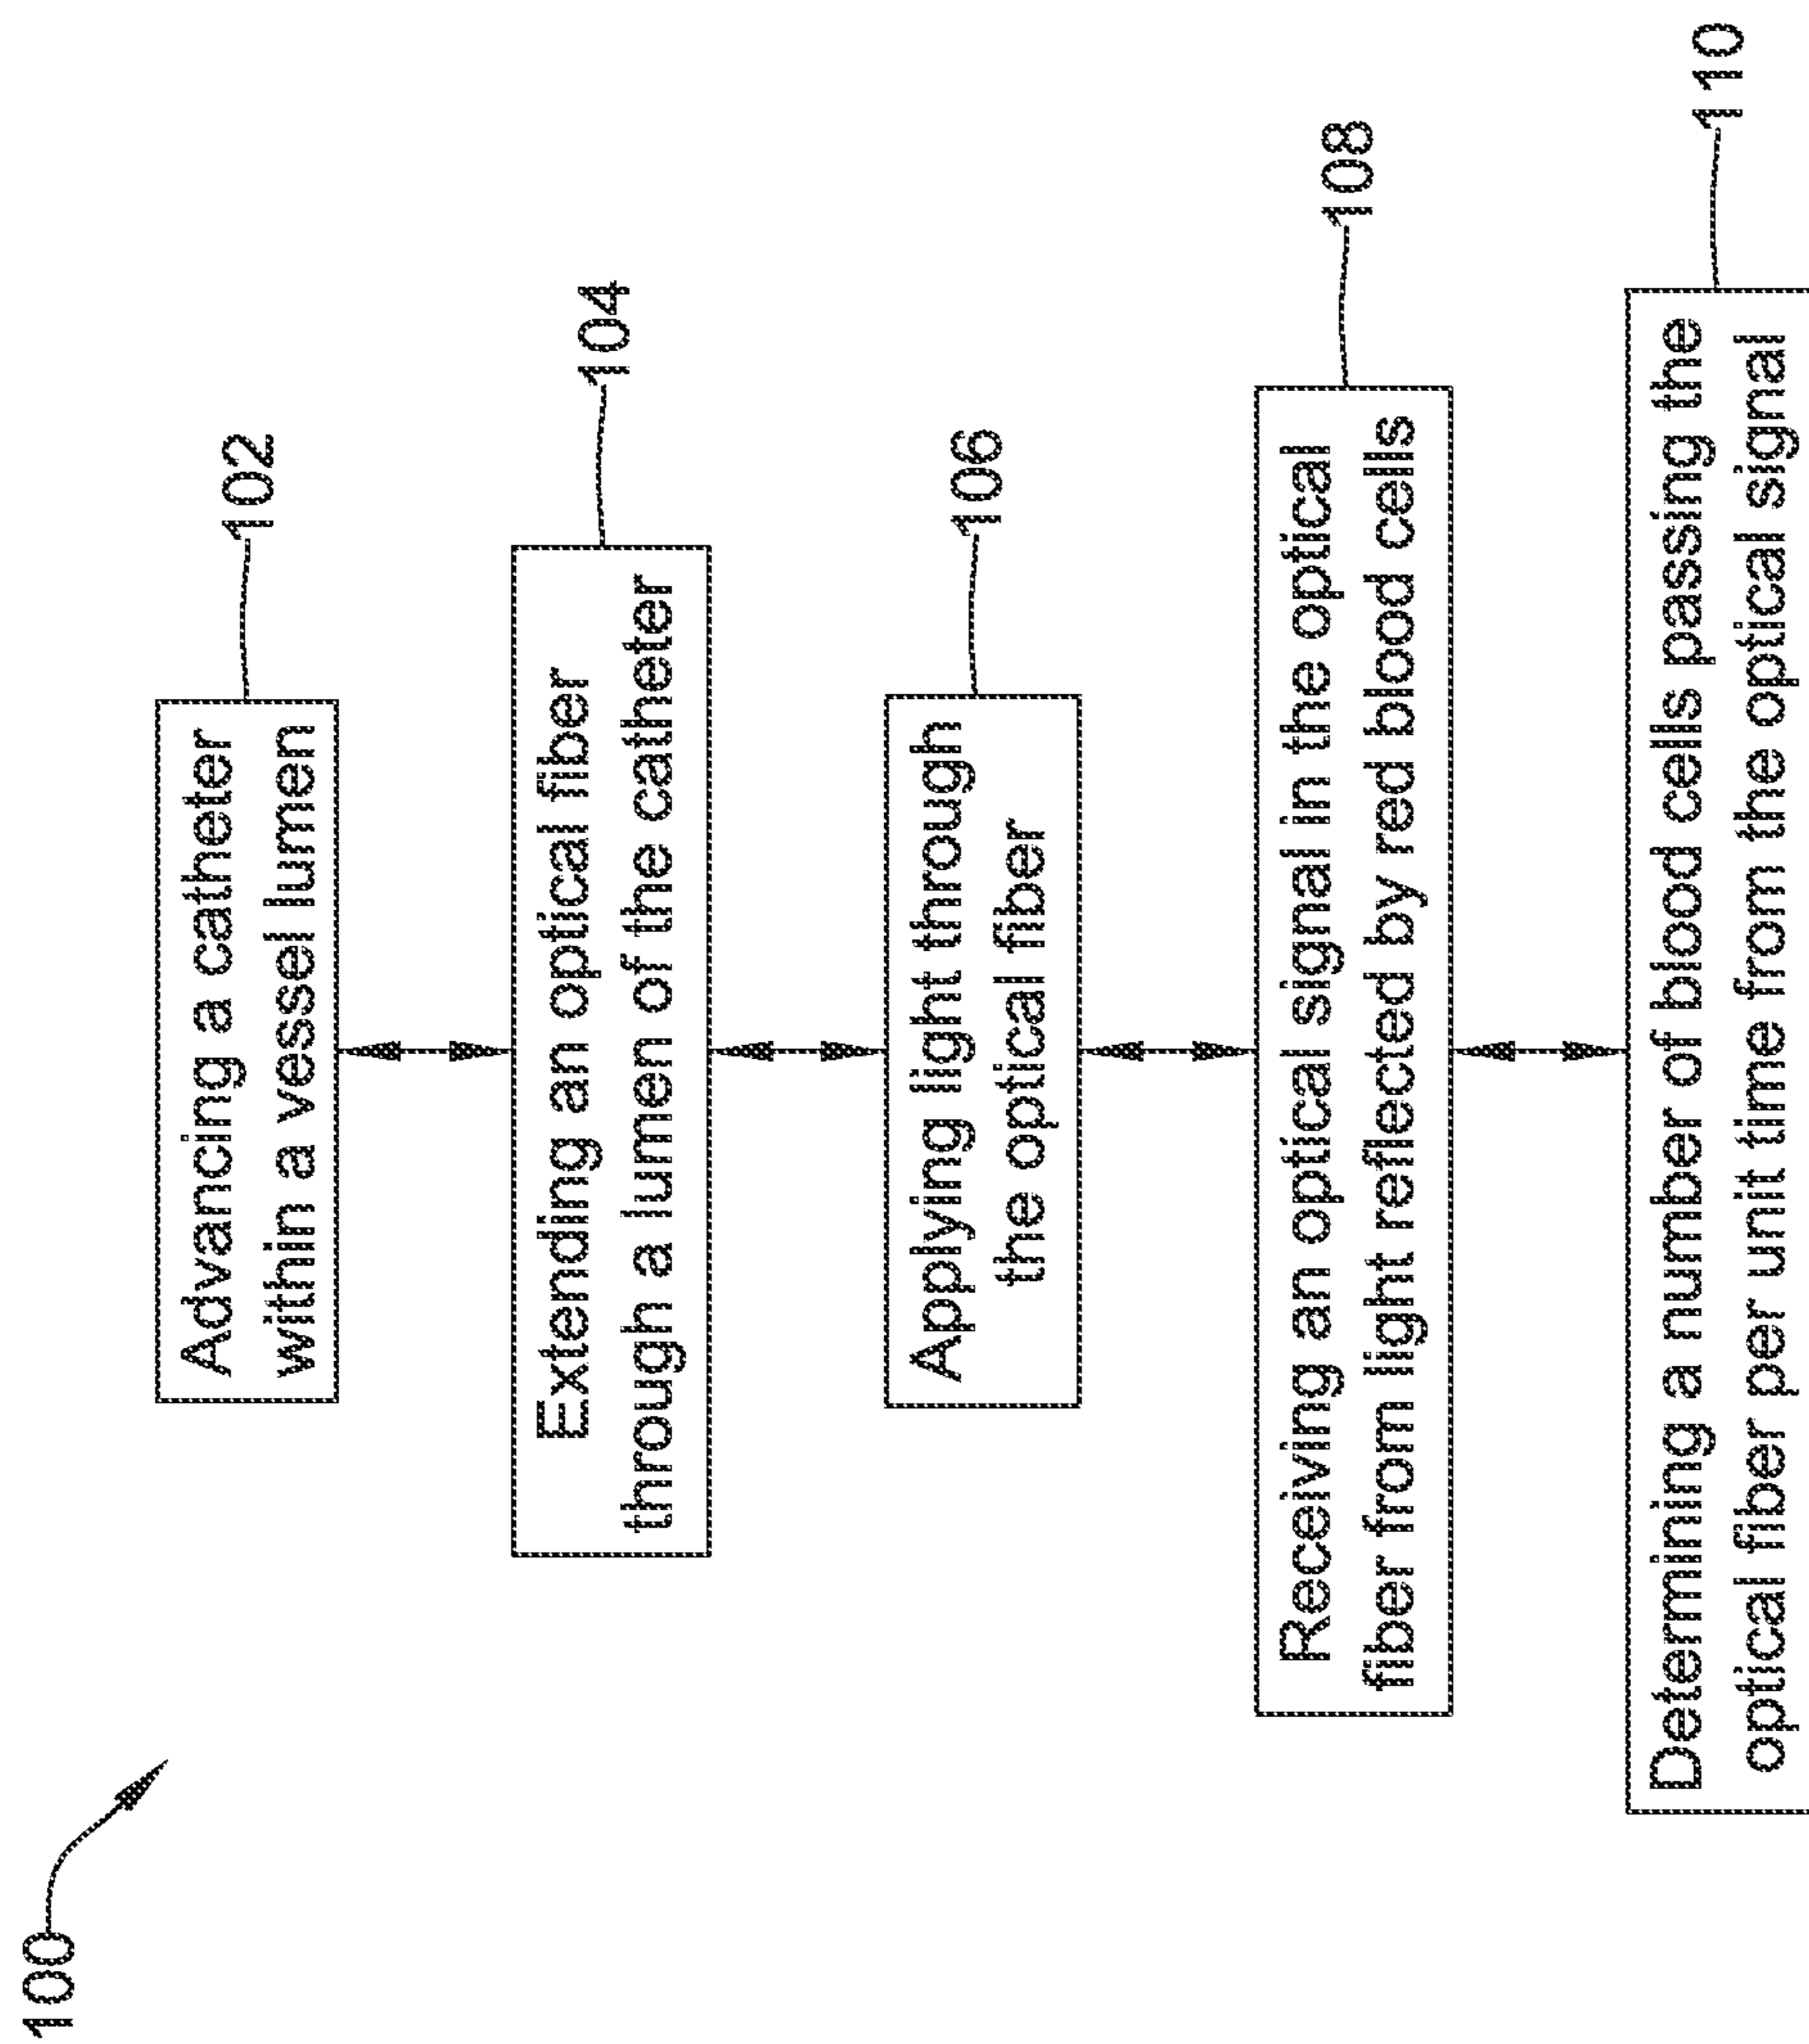 100
Advancing a catheter
within a vessel lumen
102
Extending an optical fiber
through a lumen of the catheter
104
Applying light through
the optical fiber
106
Receiving an optical signal in the optical
fiber from light reflected by red blood cells
108
Determining a number of blood cells passing the
optical fiber per unit time from the optical signal
110